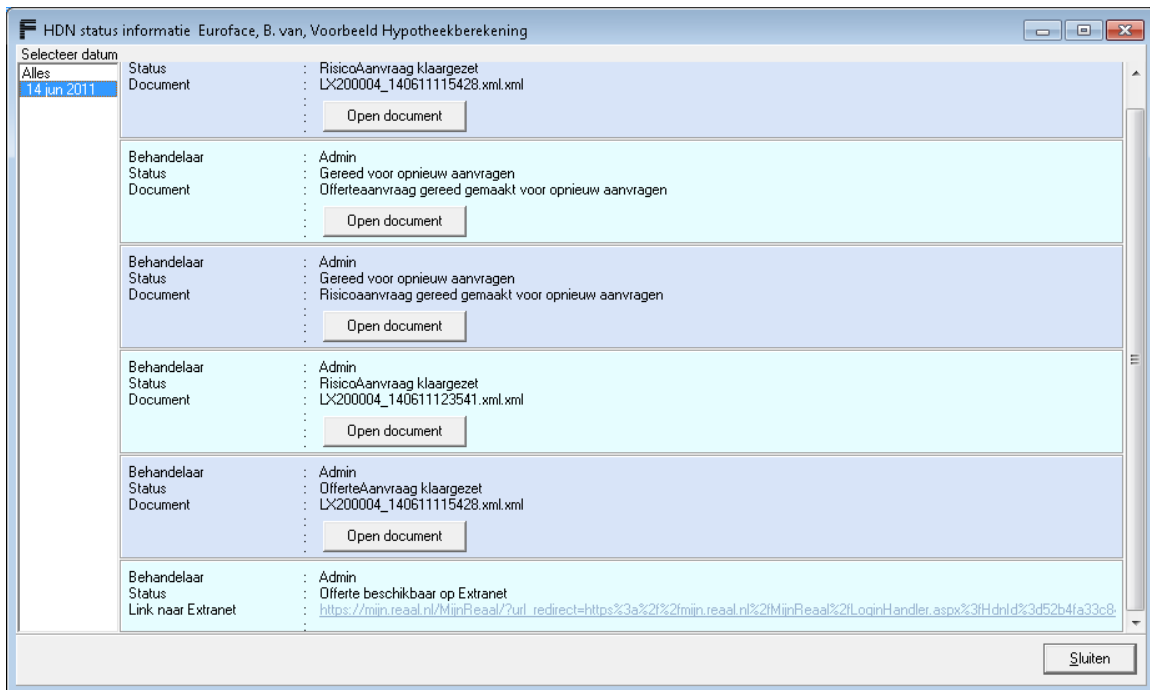 HDN status informatie Euroface, B. van, Voorbeeld Hypotheekberekening
Selecteer datum
Alles
14 jun 2011
Status : RisicoAanvraag klaargezet
Document : LX200004_140611115428.xml.xml
Open document
Behandelaar : Admin
Status : Gereed voor opnieuw aanvragen
Document : Offerteaanvraag gereed gemaakt voor opnieuw aanvragen
Open document
Behandelaar : Admin
Status : Gereed voor opnieuw aanvragen
Document : Risicoaanvraag gereed gemaakt voor opnieuw aanvragen
Open document
Behandelaar : Admin
Status : RisicoAanvraag klaargezet
Document : LX200004_140611123541.xml.xml
Open document
Behandelaar : Admin
Status : OfferteAanvraag klaargezet
Document : LX200004_140611115428.xml.xml
Open document
Behandelaar : Admin
Status : Offerte beschikbaar op Extranet
Link naar Extranet : https://mijn.reaal.nl/MijnReaal/?url_redirect=https%3a%2f%2fmijn.reaal.nl%2fMijnReaal%2fLoginHandler.aspx%3fHdnId%3d52b4fa33c8
Sluiten